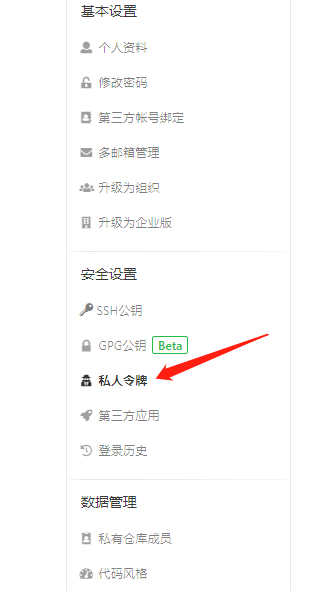 基本设置
个人资料
修改密码
第三方帐号绑定
多邮箱管理
升级为组织
升级为企业版
安全设置
SSH公钥
GPG公钥 Beta
私人令牌
第三方应用
登录历史
数据管理
私有仓库成员
代码风格